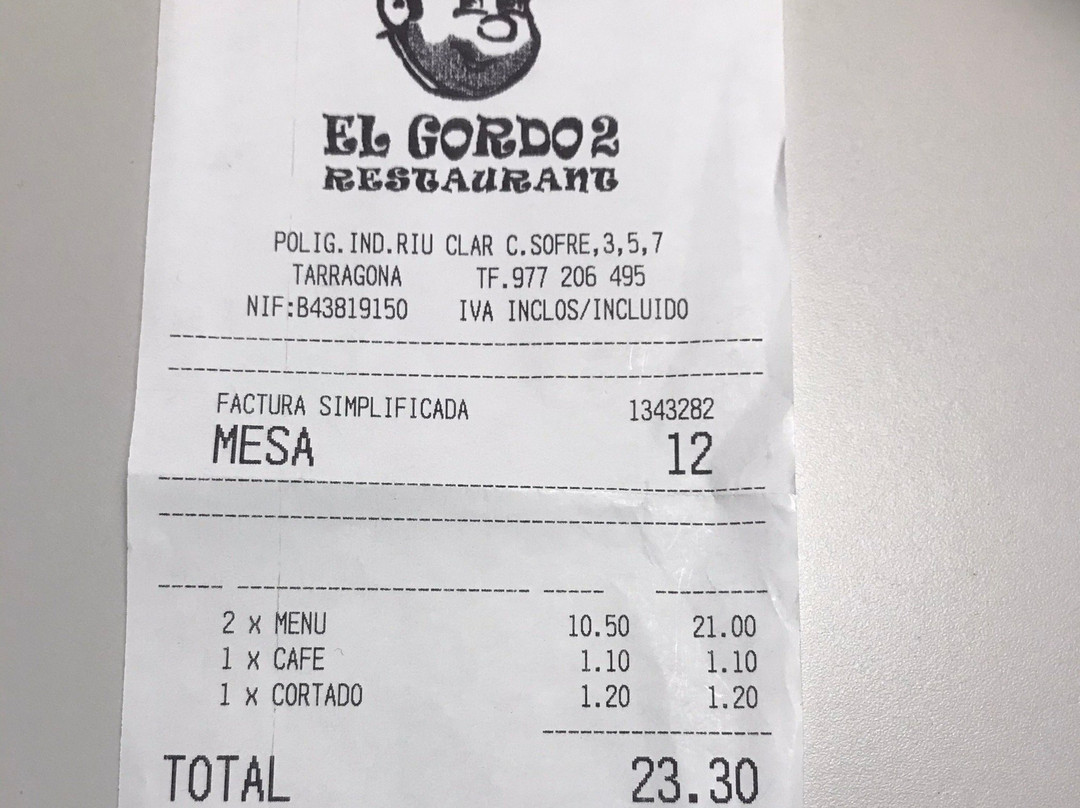 EL GORDO 2
RESTAURANT
POLIG.IND.RIU CLAR C.SOFRE,3,5,7
TARRAGONA TF.977 206 495
NIF:B43819150 IVA INCLOS/INCLUIDO
FACTURA SIMPLIFICADA 1343282
MESA 12
2 x MENU 10.50 21.00
1 x CAFE 1.10 1.10
1 x CORTADO 1.20 1.20
TOTAL 23.30